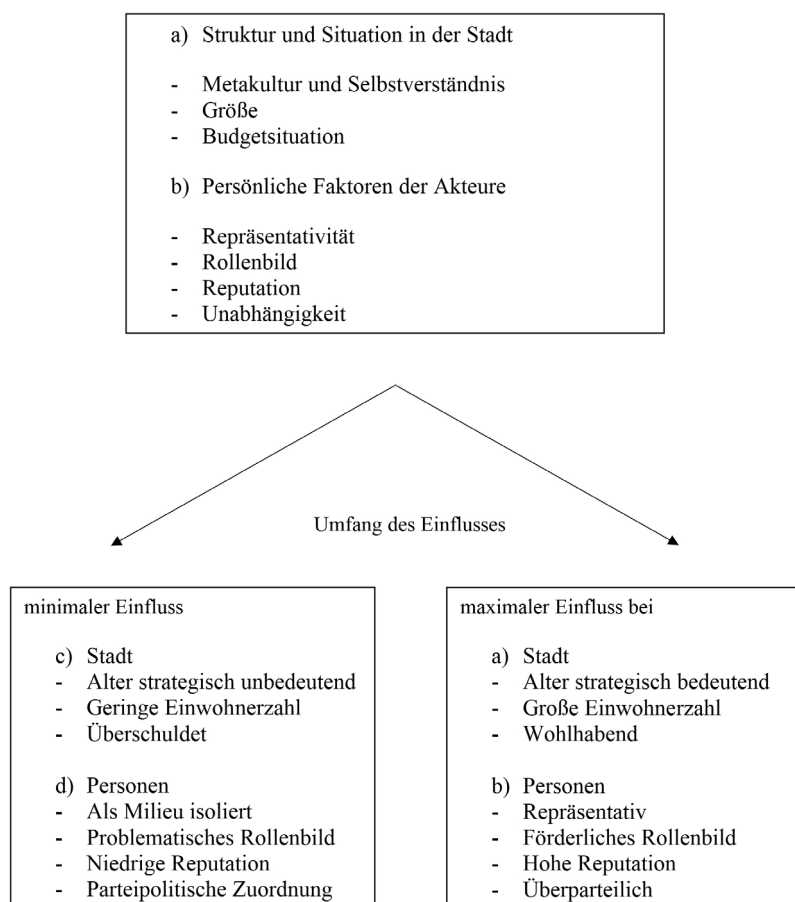 a) Struktur und Situation in der Stadt
- Metakultur und Selbstverständnis
- Größe
- Budgetsituation
b) Persönliche Faktoren der Akteure
- Repräsentativität
- Rollenbild
- Reputation
- Unabhängigkeit
Umfang des Einflusses
minimaler Einfluss
c) Stadt
- Alter strategisch unbedeutend
- Geringe Einwohnerzahl
- Überschuldet
d) Personen
- Als Milieu isoliert
- Problematisches Rollenbild
- Niedrige Reputation
- Parteipolitische Zuordnung
maximaler Einfluss bei
a) Stadt
- Alter strategisch bedeutend
- Große Einwohnerzahl
- Wohlhabend
b) Personen
- Repräsentativ
- Förderliches Rollenbild
- Hohe Reputation
- Überparteilich